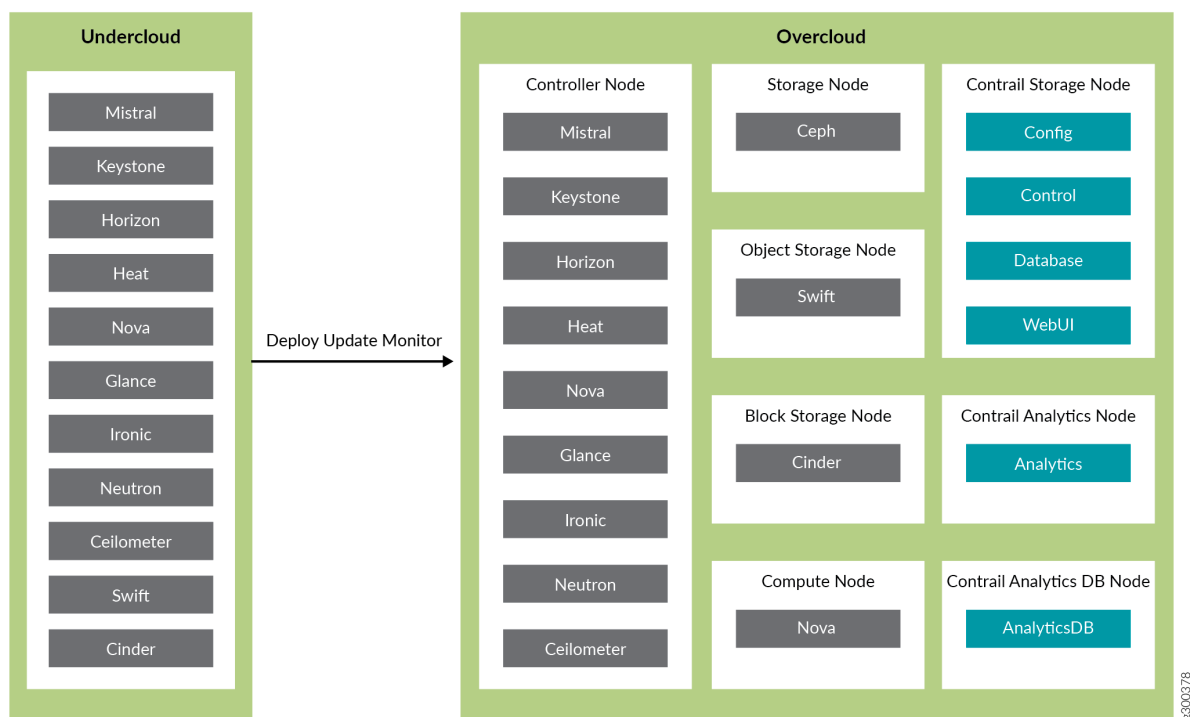 Undercloud
Mistral
Keystone
Horizon
Heat
Nova
Glance
Ironic
Neutron
Ceilometer
Swift
Cinder
Deploy Update Monitor
Overcloud
Controller Node
Mistral
Keystone
Horizon
Heat
Nova
Glance
Ironic
Neutron
Ceilometer
Storage Node
Ceph
Object Storage Node
Swift
Block Storage Node
Cinder
Compute Node
Nova
Contrail Storage Node
Config
Control
Database
WebUI
Contrail Analytics Node
Analytics
Contrail Analytics DB Node
AnalyticsDB